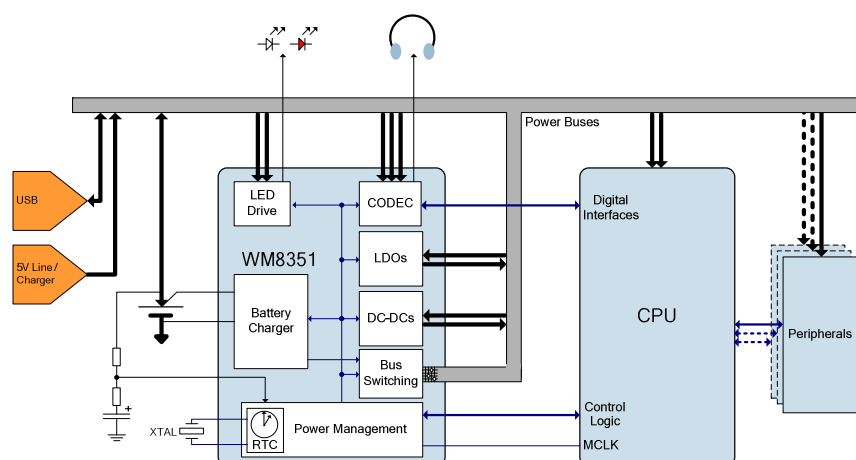 Power Buses
USB
5V Line /
Charger
LED
Drive
CODEC
Digital
Interfaces
WM8351
LDOs
Battery
Charger
DC-DCs
CPU
Peripherals
Bus
Switching
+
Control
Logic
XTAL
RTC
Power Management
MCLK